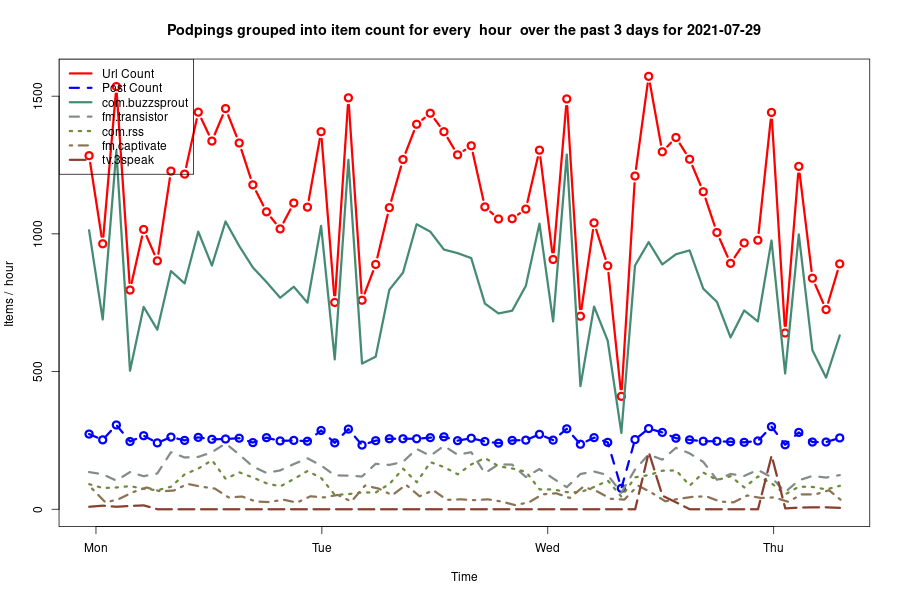 Podpings grouped into item count for every  hour  over the past 3 days for 2021-07-29
Url Count
Post Count
com.buzzsprout
fm.transistor
com.rss
fm.captivate
tv.3speak
Items /  hour
1500
1000
500
0
Mon
Tue
Wed
Thu
Time